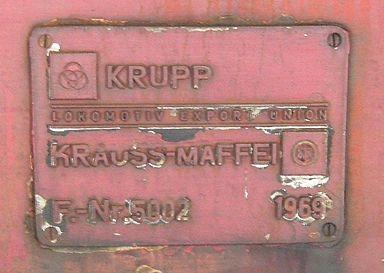 KRUPP
LOKOMOTIV EXPORT UNION
KRAUSS-MAFFEI
F.-Nr. 5002 1969